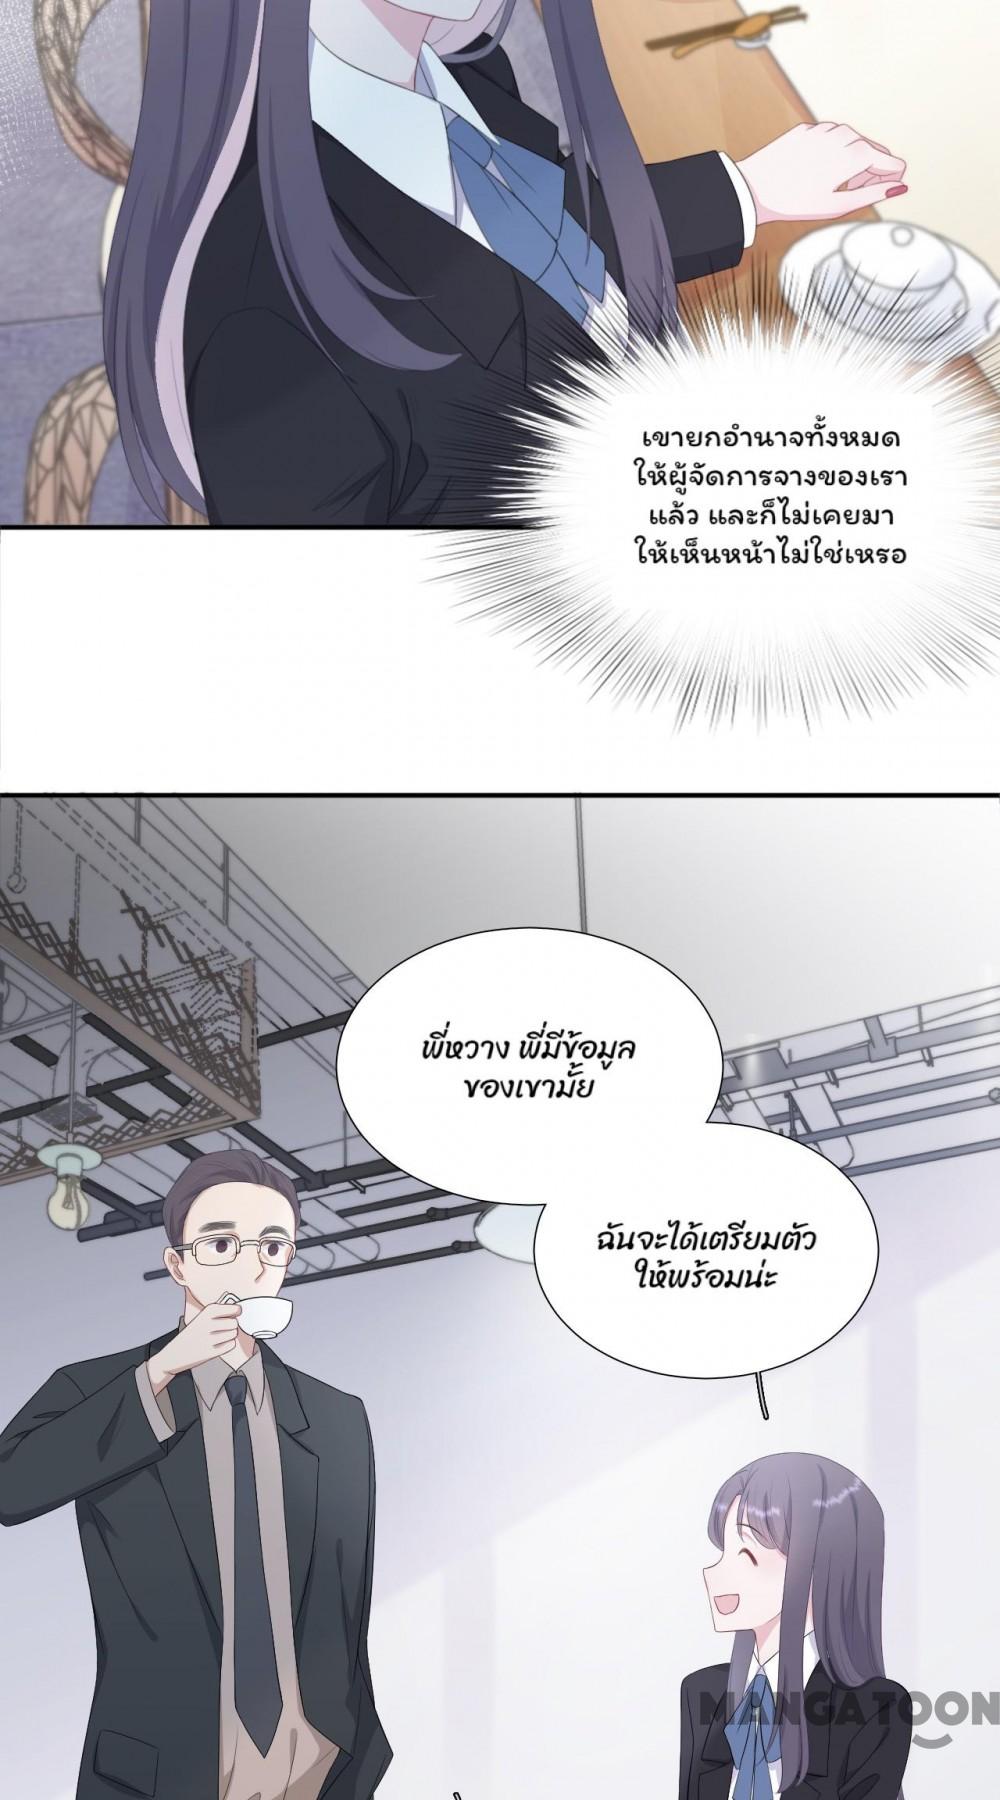 เขายกอำนาจทั้งหมด
ให้ผู้จัดการจางของเรา
แล้ว และก็ไม่เคยมา
ให้เห็นหน้าไม่ใช่เหรอ
พี่หวาง พี่มีข้อมูล
ของเขามั้ย
ฉันจะได้เตรียมตัว
ให้พร้อมน่ะ
MANGATOON